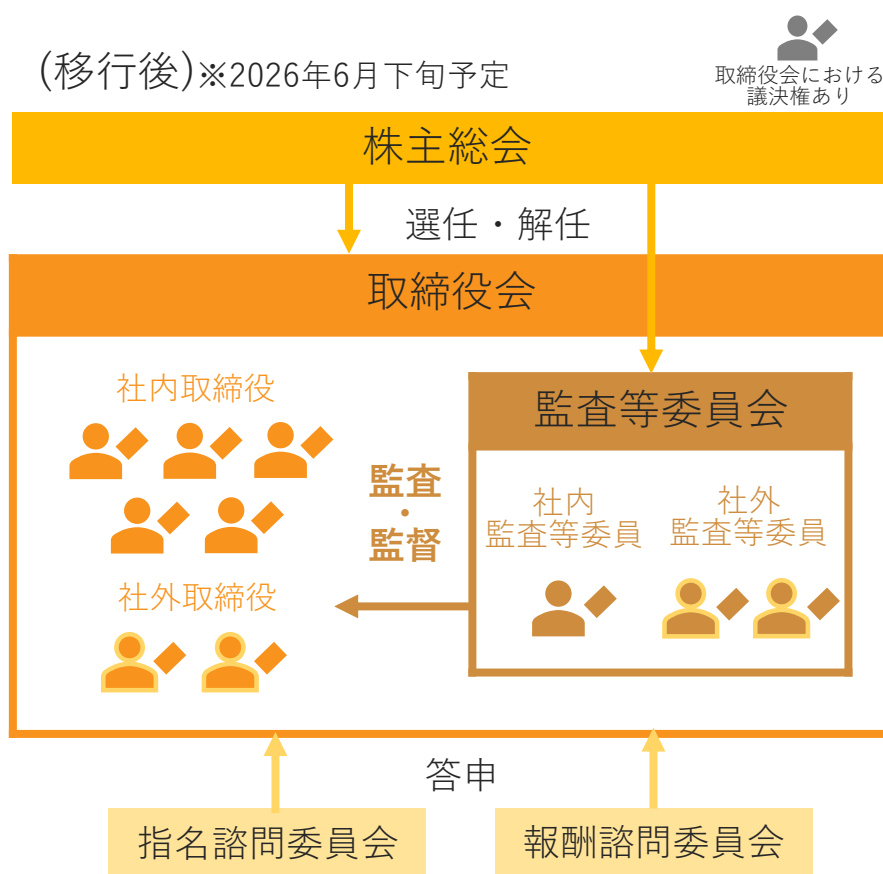 (移行後)※2026年6月下旬予定
取締役会における
議決権あり
株主総会
選任・解任
取締役会
社内取締役
社外取締役
監査
・
監督
監査等委員会
社内
監査等委員
社外
監査等委員
答申
指名諮問委員会
報酬諮問委員会